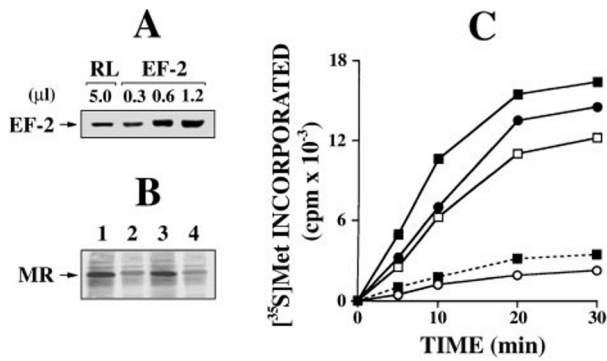 A
RL EF-2
(µl) 5.0 0.3 0.6 1.2
EF-2
B
1 2 3 4
MR
C
[³⁵S]Met INCORPORATED
(cpm x 10⁻³)
18
12
6
0
0 10 20 30
TIME (min)